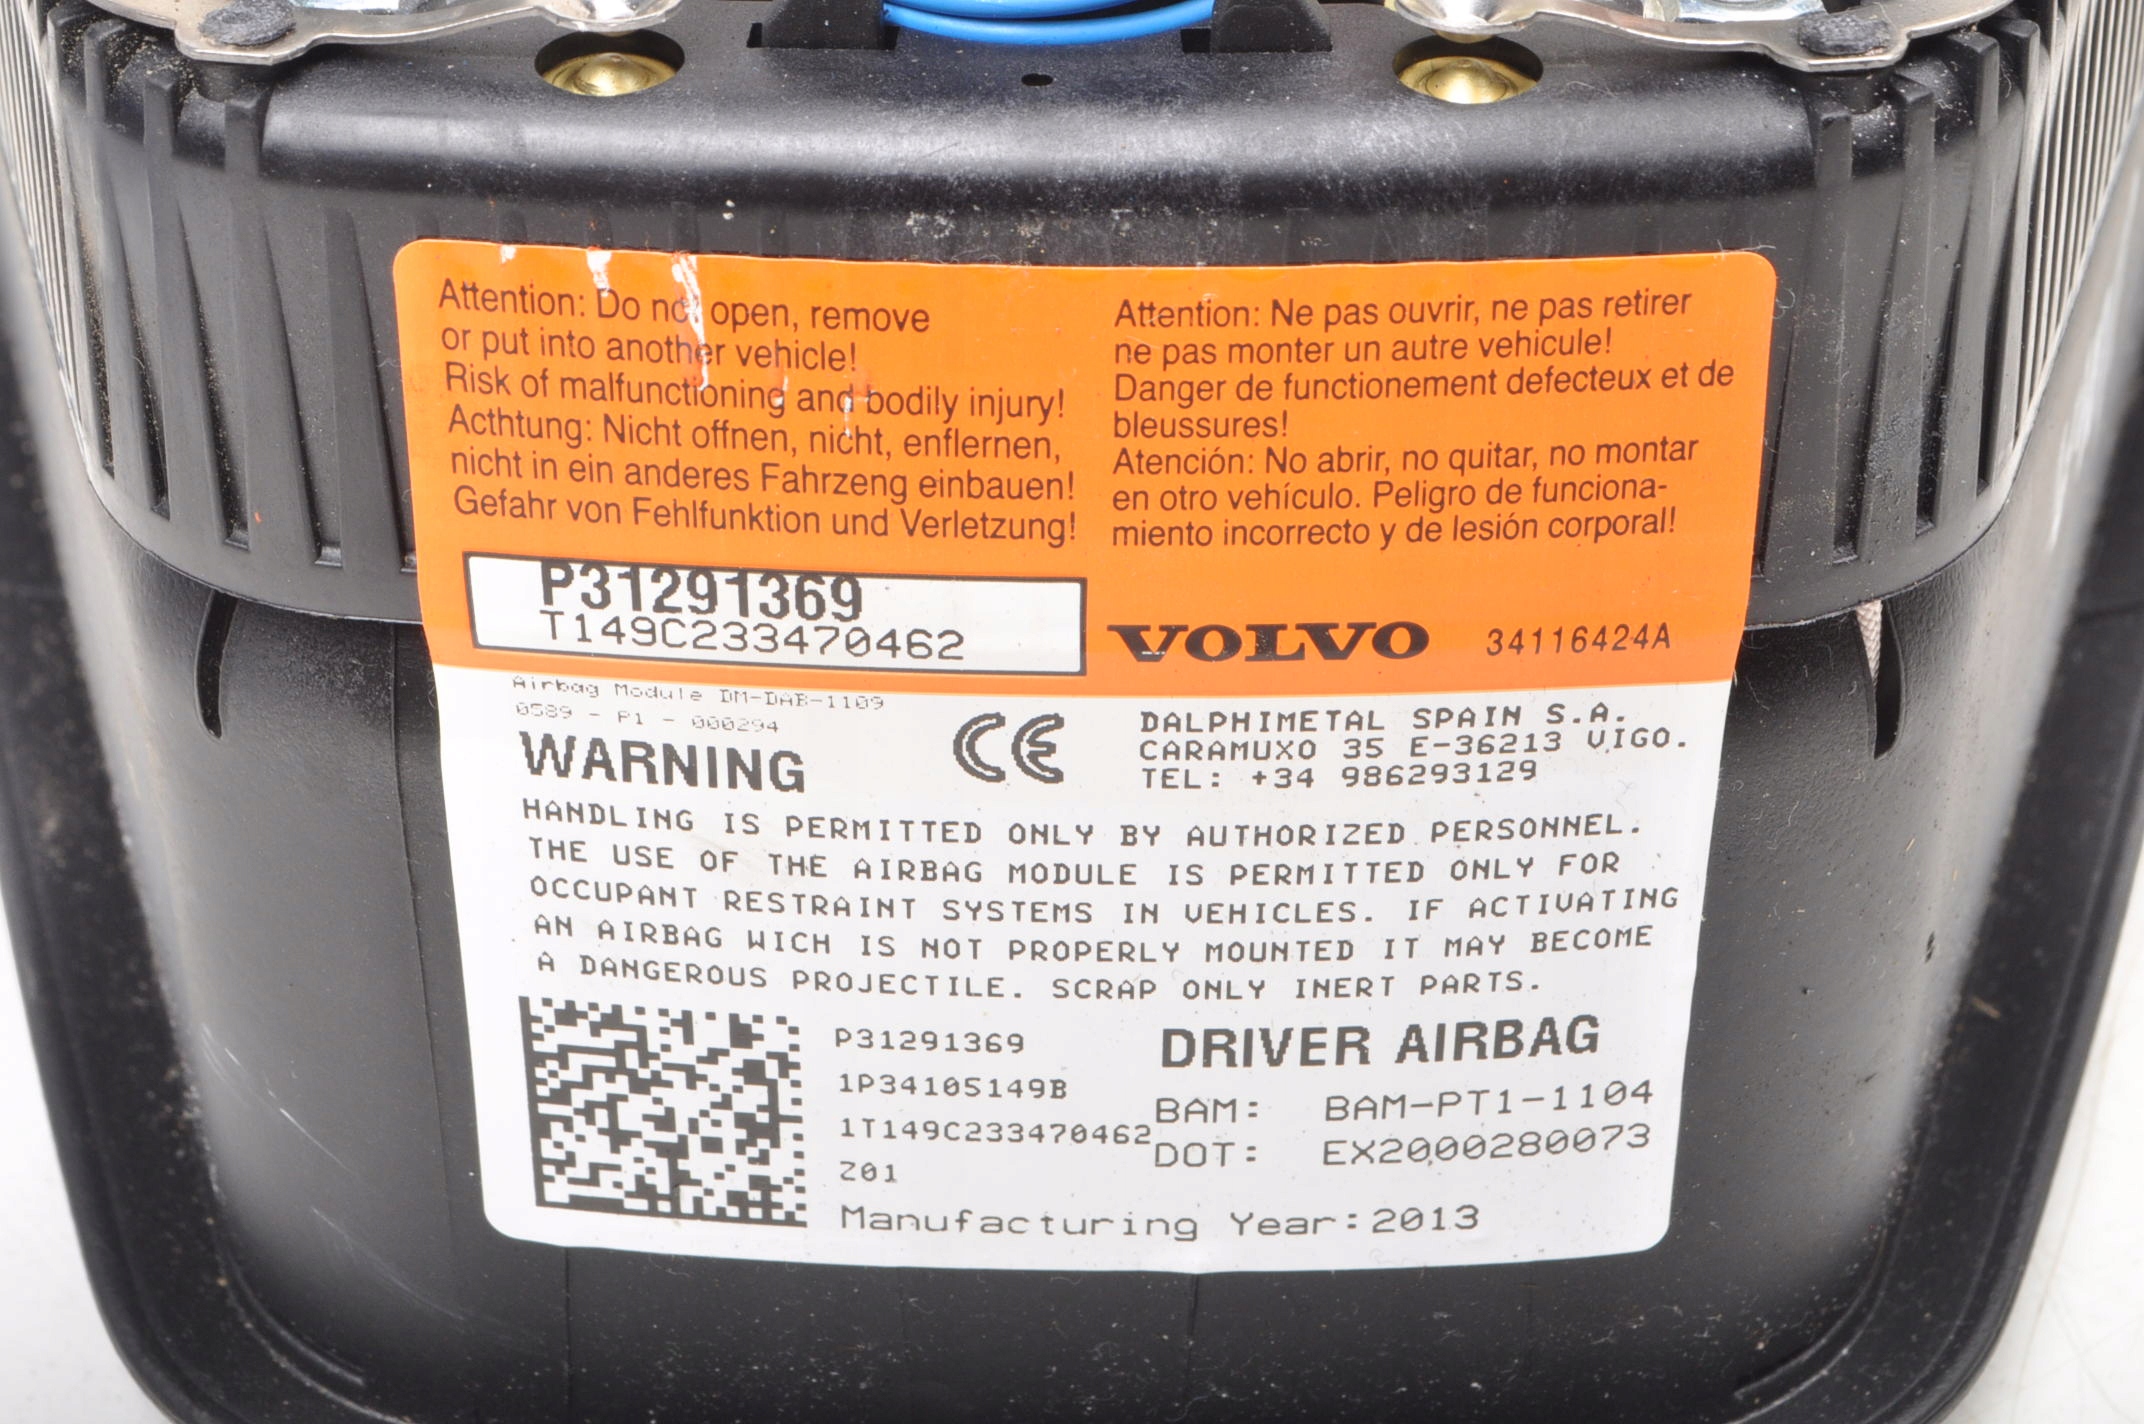 Attention: Do not open, remove
or put into another vehicle!
Risk of malfunctioning and bodily injury!
Acthtung: Nicht offnen, nicht, enflernen,
nicht in ein anderes Fahrzeng einbauen!
Gefahr von Fehlfunktion und Verletzung!
Attention: Ne pas ouvrir, ne pas retirer
ne pas monter un autre vehicule!
Danger de functionement defecteux et de
bleussures!
Atención: No abrir, no quitar, no montar
en otro vehículo. Peligro de funciona-
miento incorrecto y de lesión corporal!
P31291369
T149C233470462
VOLVO 34116424A
Airbag Module DM-DAB-1109
0589 - P1 - 000294
WARNING
CE
DALPHIMETAL SPAIN S.A.
CARAMUXO 35 E-36213 VIGO.
TEL: +34 986293129
HANDLING IS PERMITTED ONLY BY AUTHORIZED PERSONNEL.
THE USE OF THE AIRBAG MODULE IS PERMITTED ONLY FOR
OCCUPANT RESTRAINT SYSTEMS IN VEHICLES. IF ACTIVATING
AN AIRBAG WICH IS NOT PROPERLY MOUNTED IT MAY BECOME
A DANGEROUS PROJECTILE. SCRAP ONLY INERT PARTS.
P31291369
1P34105149B
1T149C233470462
Z01
DRIVER AIRBAG
BAM: BAM-PT1-1104
DOT: EX2000280073
Manufacturing Year:2013